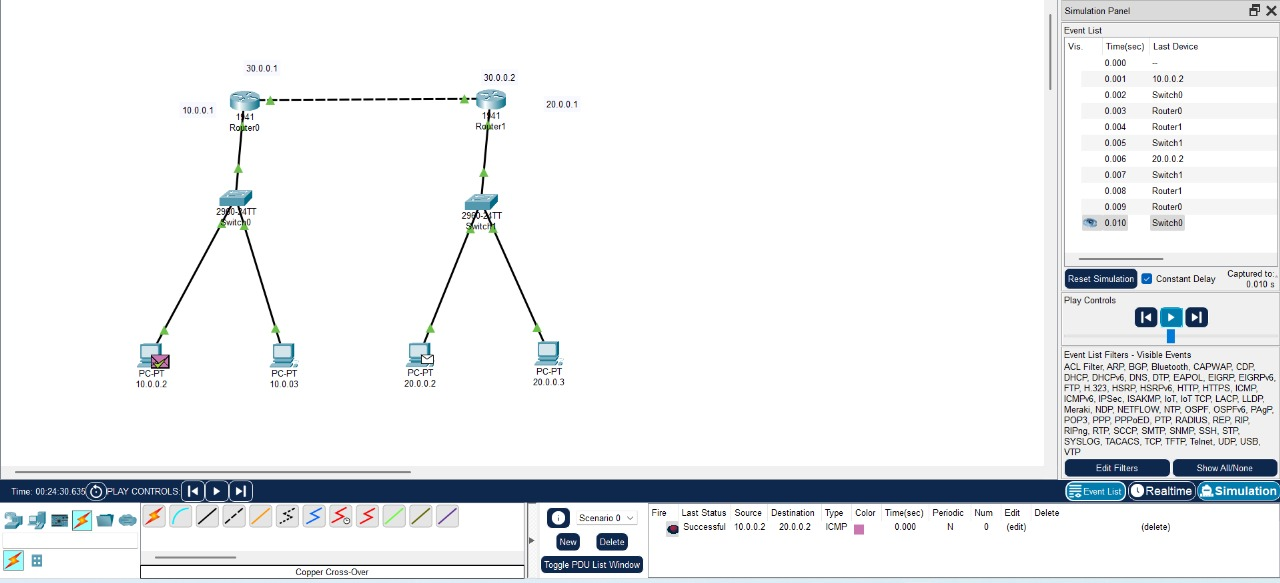 Simulation Panel
Event List
Vis. Time(sec) Last Device
0.000 --
0.001 10.0.0.2
0.002 Switch0
0.003 Router0
0.004 Router1
0.005 Switch1
0.006 20.0.0.2
0.007 Switch1
0.008 Router1
0.009 Router0
0.010 Switch0
Reset Simulation Constant Delay Captured to:
0.010 s
Play Controls
Event List Filters - Visible Events
ACL Filter, ARP, BGP, Bluetooth, CAPWAP, CDP,
DHCP, DHCPv6, DNS, DTP, EAPOL, EIGRP, EIGRPv6,
FTP, H.323, HSRP, HSRPv6, HTTP, HTTPS, ICMP,
ICMPv6, IPSec, ISAKMP, IoT, IoT TCP, LACP, LLDP,
Meraki, NDP, NETFLOW, NTP, OSPF, OSPFv6, PAgP,
POP3, PPP, PPPoED, PTP, RADIUS, REP, RIP,
RIPng, RTP, SCCP, SMTP, SNMP, SSH, STP,
SYSLOG, TACACS, TCP, TFTP, Telnet, UDP, USB,
VTP
Edit Filters Show All/None
30.0.0.1
30.0.0.2
10.0.0.1
20.0.0.1
1941
Router0
1941
Router1
2960-24TT
Switch0
2960-24TT
Switch1
PC-PT
10.0.0.2
PC-PT
10.0.03
PC-PT
20.0.0.2
PC-PT
20.0.0.3
Time: 00:24:30.635 PLAY CONTROLS:
Event List Realtime Simulation
Scenario 0
New Delete
Toggle PDU List Window
Fire Last Status Source Destination Type Color Time(sec) Periodic Num Edit Delete
Successful 10.0.0.2 20.0.0.2 ICMP 0.000 N 0 (edit) (delete)
Copper Cross-Over